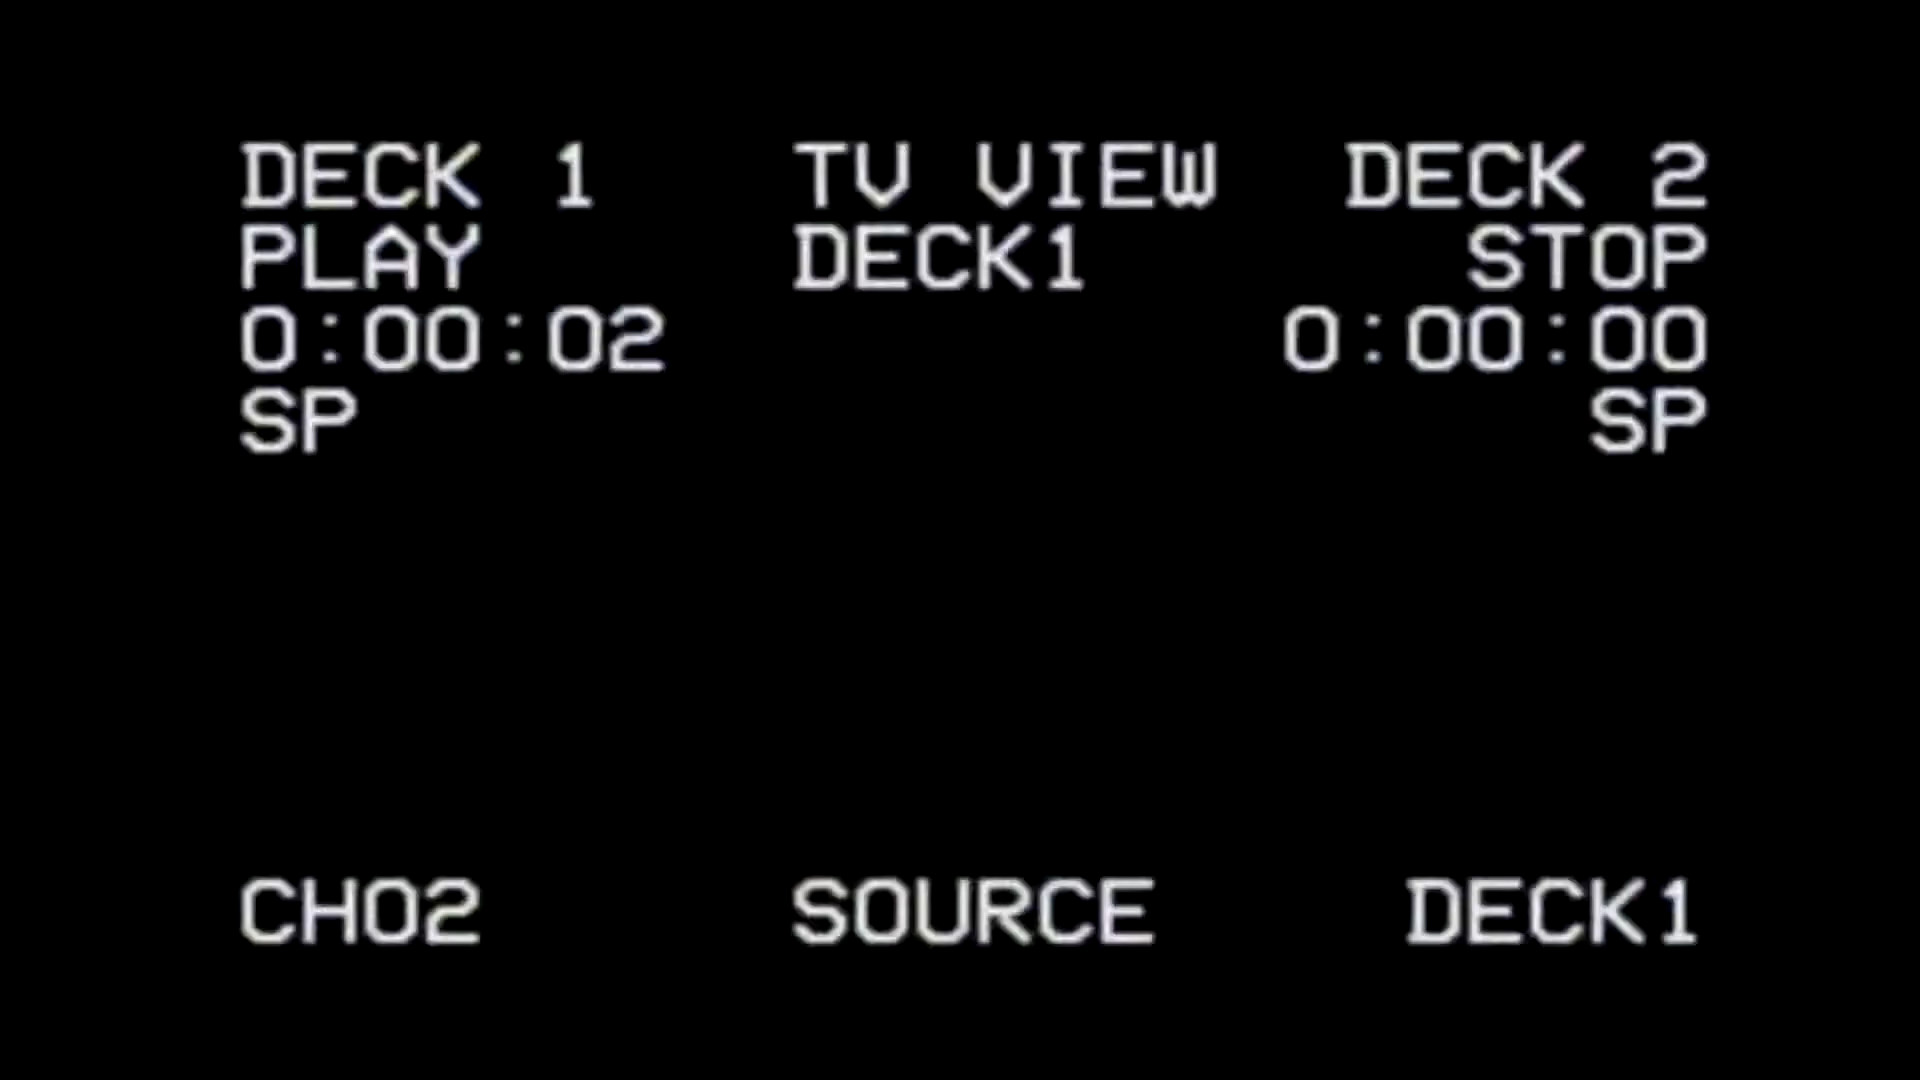 DECK 1 TV VIEW DECK 2
PLAY DECK1 STOP
0:00:02 0:00:00
SP SP
CH02 SOURCE DECK1